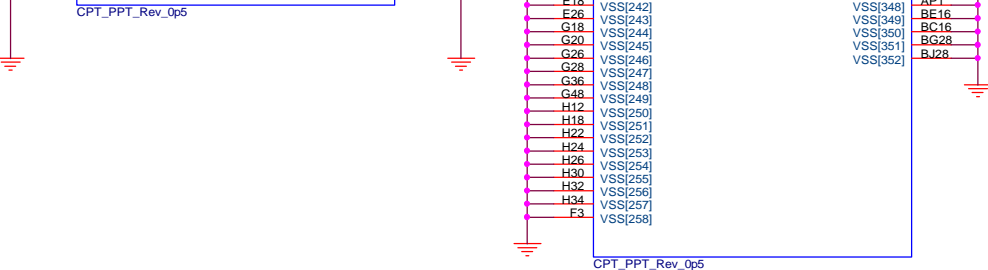 CPT_PPT_Rev_0p5
E18 VSS[242] VSS[348] AP1
E26 VSS[243] VSS[349] BE16
G18 VSS[244] VSS[350] BC16
G20 VSS[245] VSS[351] BG28
G26 VSS[246] VSS[352] BJ28
G28 VSS[247]
G36 VSS[248]
G48 VSS[249]
H12 VSS[250]
H18 VSS[251]
H22 VSS[252]
H24 VSS[253]
H26 VSS[254]
H30 VSS[255]
H32 VSS[256]
H34 VSS[257]
F3 VSS[258]
CPT_PPT_Rev_0p5